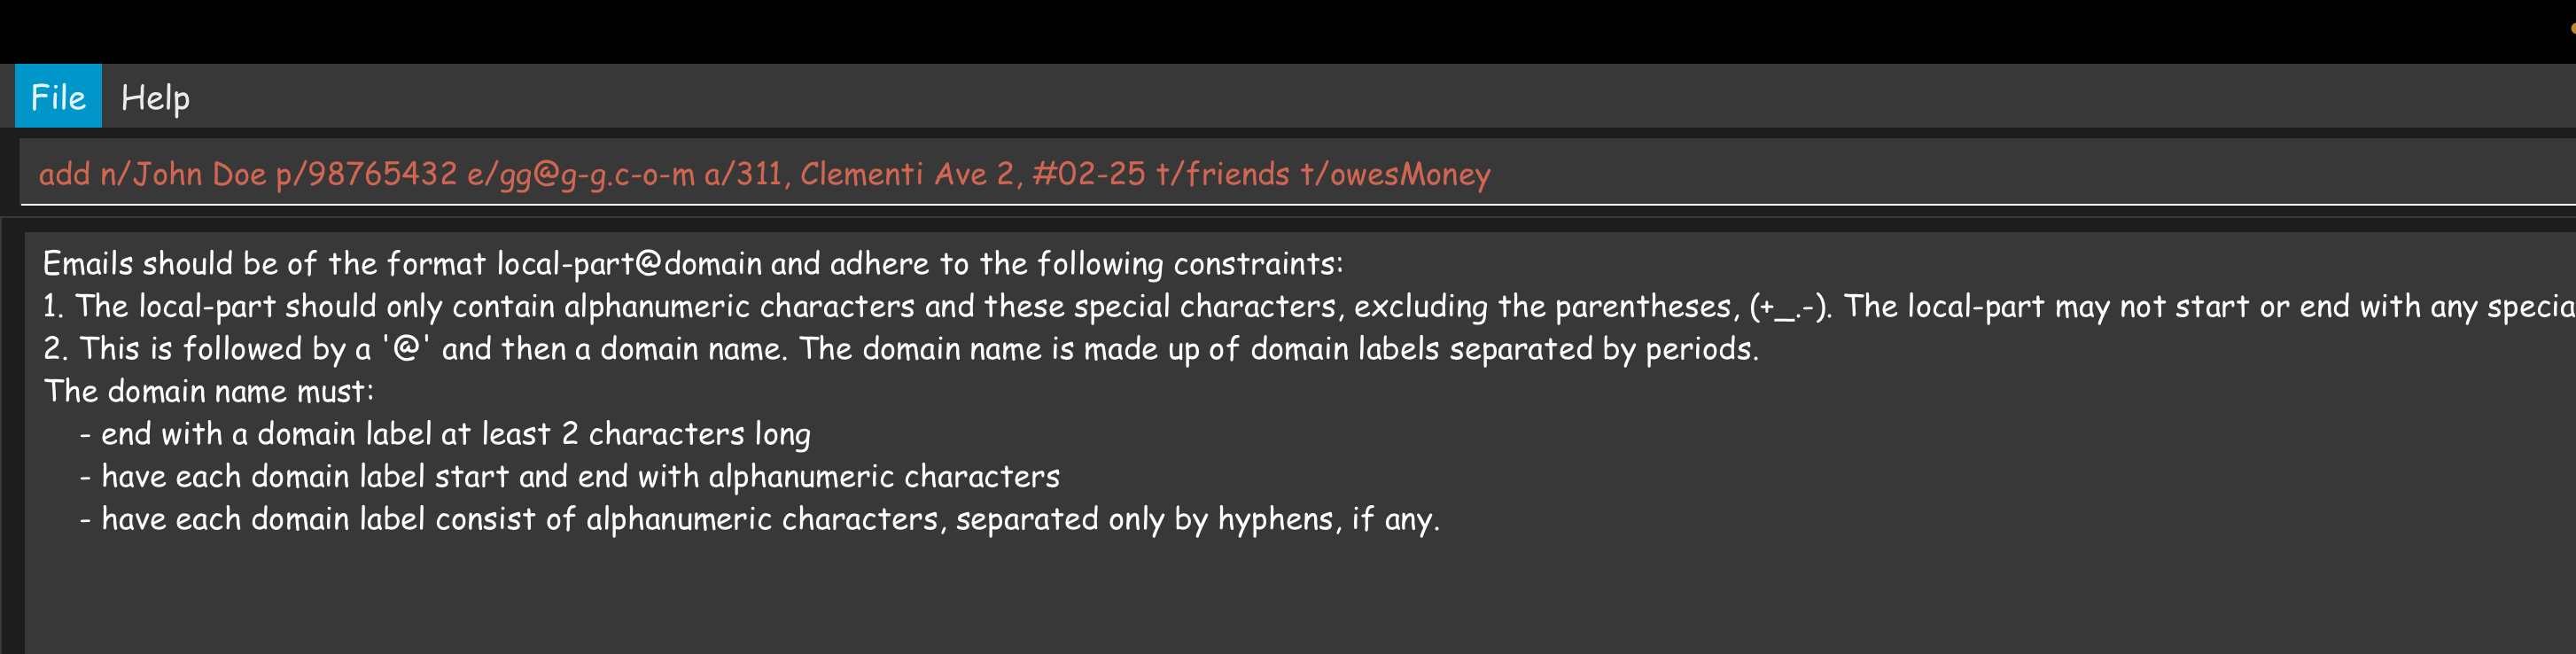 File Help
add n/John Doe p/98765432 e/gg@g-g.c-o-m a/311, Clementi Ave 2, #02-25 t/friends t/owesMoney
Emails should be of the format local-part@domain and adhere to the following constraints:
1. The local-part should only contain alphanumeric characters and these special characters, excluding the parentheses, (+_.-). The local-part may not start or end with any specia
2. This is followed by a '@' and then a domain name. The domain name is made up of domain labels separated by periods.
The domain name must:
- end with a domain label at least 2 characters long
- have each domain label start and end with alphanumeric characters
- have each domain label consist of alphanumeric characters, separated only by hyphens, if any.